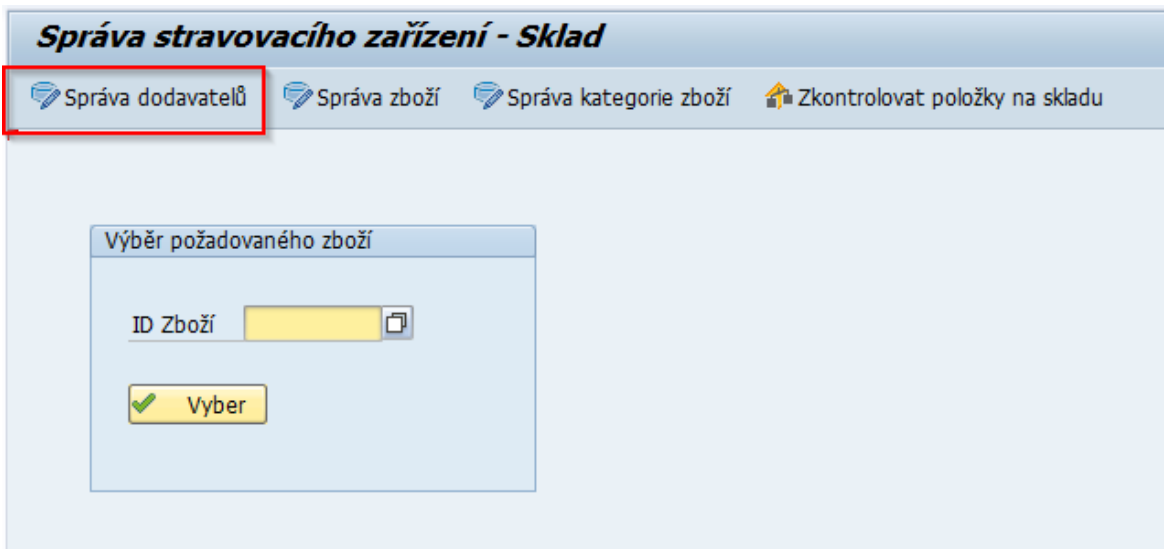 Správa stravovacího zařízení - Sklad
Správa dodavatelů Správa zboží Správa kategorie zboží Zkontrolovat položky na skladu
Výběr požadovaného zboží
ID Zboží
Vyber